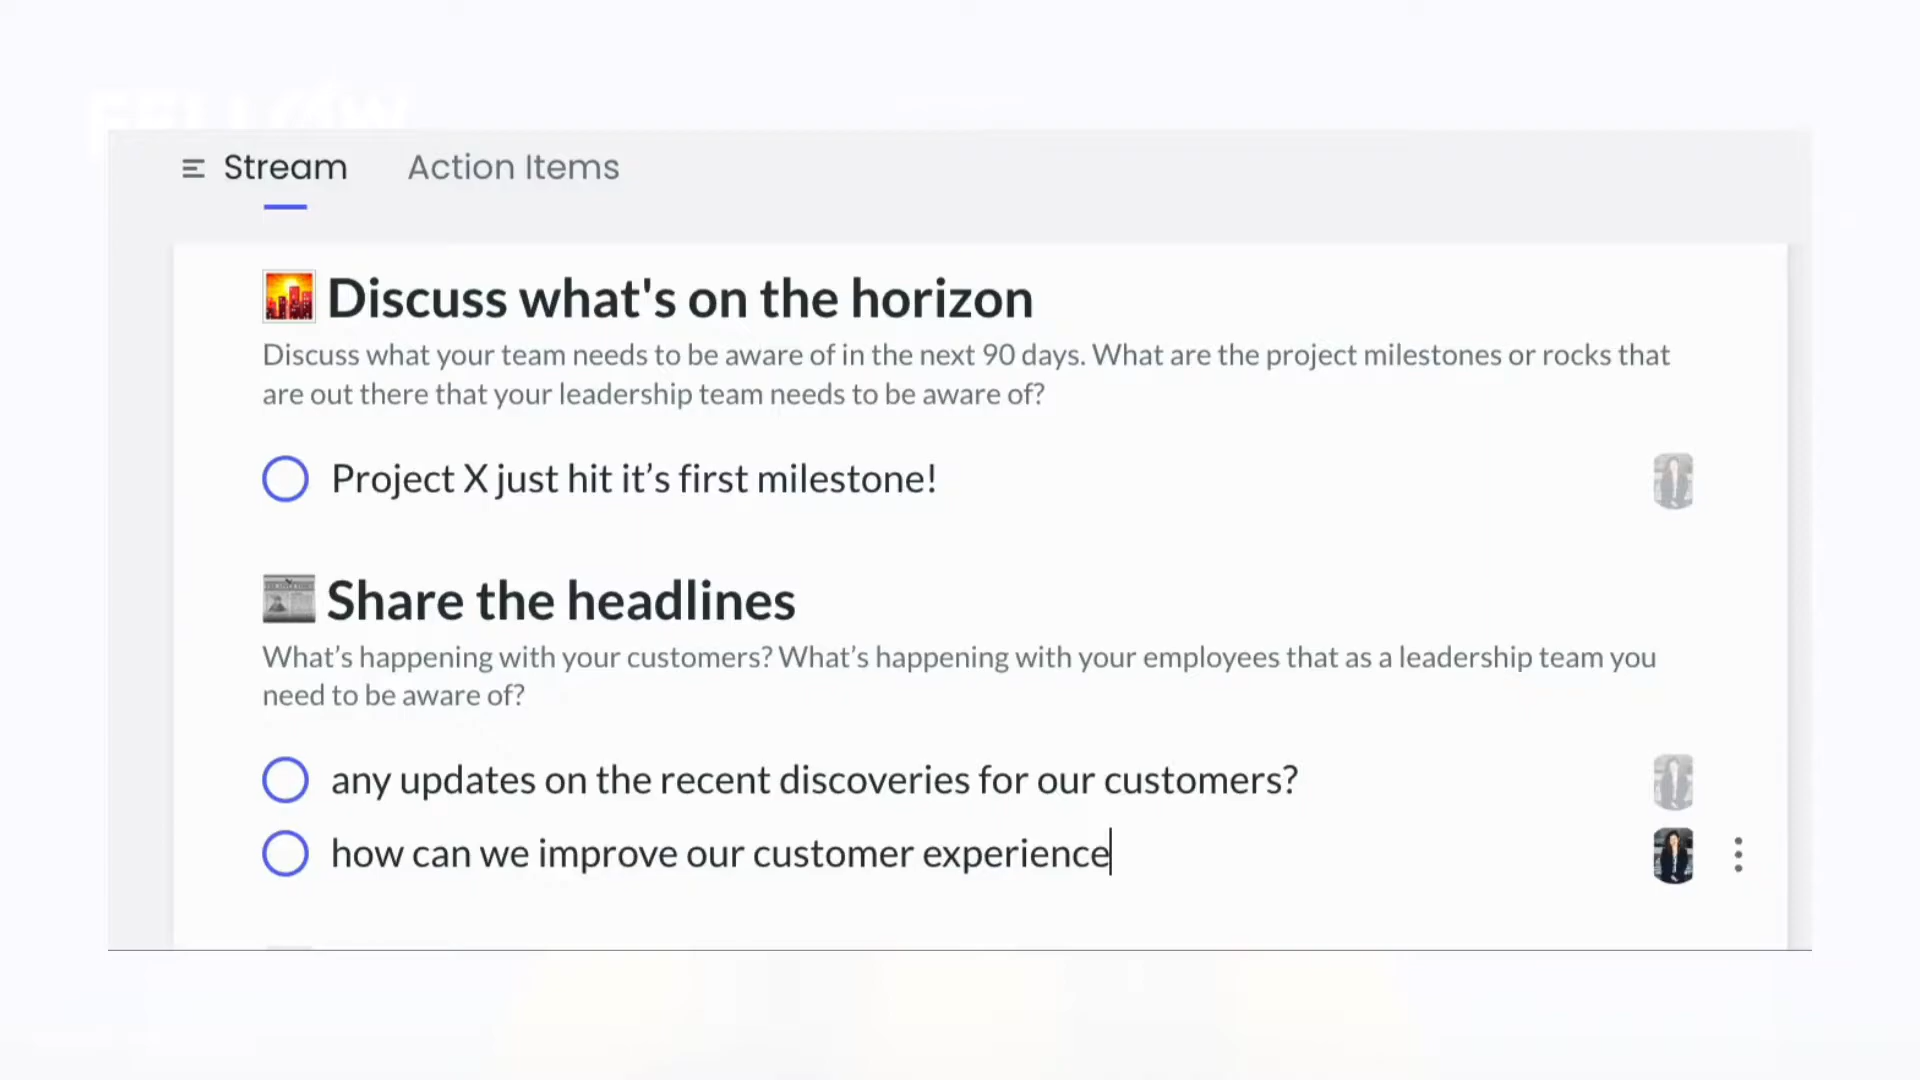 FELLOW
Stream
Action Items
Discuss what's on the horizon
Discuss what your team needs to be aware of in the next 90 days. What are the project milestones or rocks that
are out there that your leadership team needs to be aware of?
Project X just hit it’s first milestone!
Share the headlines
What’s happening with your customers? What’s happening with your employees that as a leadership team you
need to be aware of?
any updates on the recent discoveries for our customers?
how can we improve our customer experience